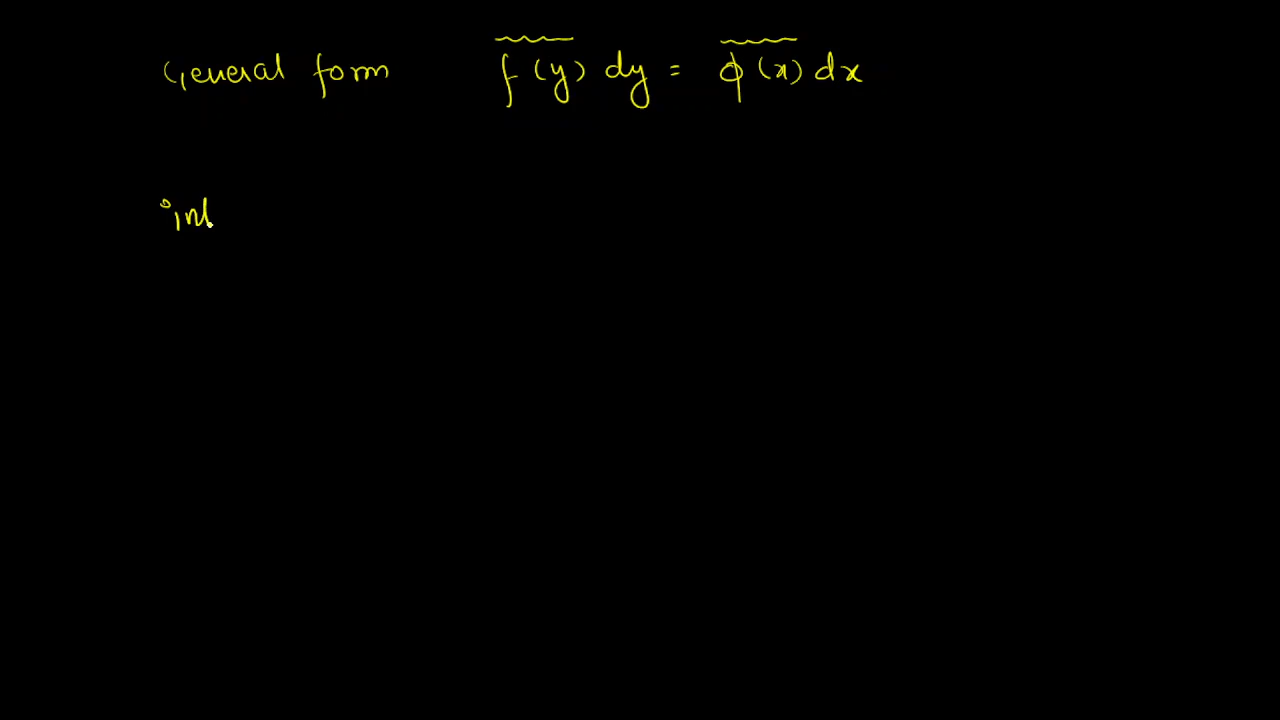 General form f(y) dy = ϕ(x) dx
int